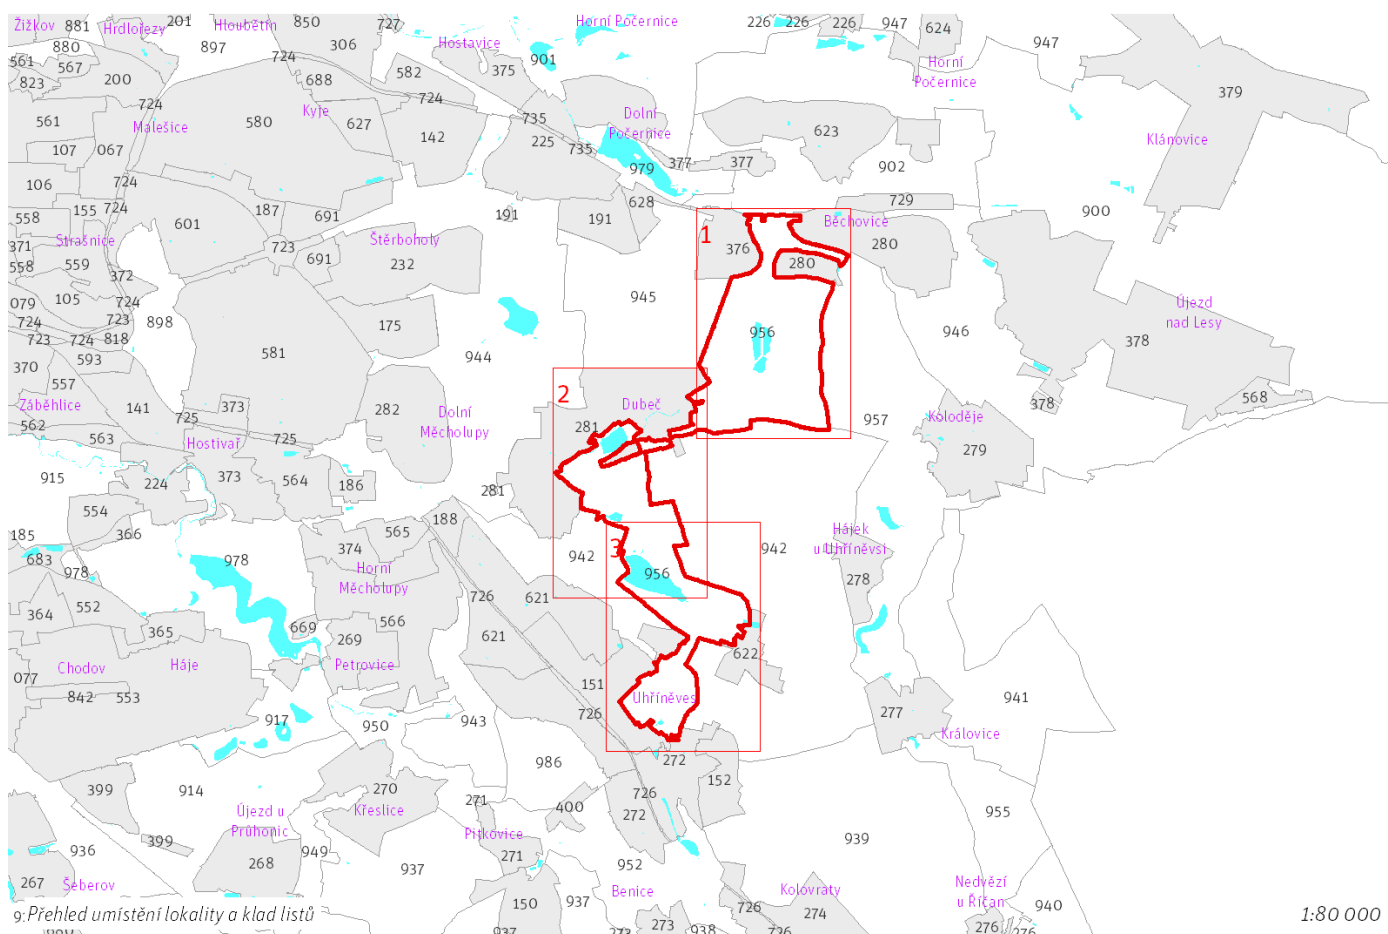 Žižkov 881 Hrdlořezy 201 Hloubětín 850 727 Horní Počernice 226 226 226 947 624
880 897 724 306 Hostavice 901 947
561 567 200 688 582 375 Horní
Počernice
823 724 724 379
561 Malešice 580 Kyje 627 142 735 Dolní
Počernice 623 Klánovice
107 067 225 735 979 377 377 902
106 724 729 900
558 155 724 601 187 691 191 191 628 Běchovice
371 Strašnice 723 Štěrboholy 1 376 280
558 559 372 691 232 280
079 105 724 945 Újezd
nad Lesy
724 723 898 175 956 946 378
723 724 818 593 581 944
370 557 2 378 568
Záběhlice 141 373 282 Dolní
Měcholupy Dubeč 957 Koloděje
562 563 725 725 281 279
Hostivař
915 224 373 564 186 281
554 188
185 366 565 Hájek
u Uhříněvsi
683 978 978 374 Horní
Měcholupy 942 3 942
956 278
364 552 726 621
365 669 269 566 621 622
Chodov Háje Petrovice
077 842 553 151 Uhříněves 941
917 950 943 726 277 Královice
986 272 152
399 914 270 271 400 726 955
Újezd u
Průhonic Křeslice 272
399 Pitkovice 939
936 268 949 937 271 952
267 Šeberov Benice Kolovraty Nedvězí
u Říčan
150 937 726 274 940
9: Přehled umístění lokality a klad listů 1:80 000
937 273 273 938 726 276 276